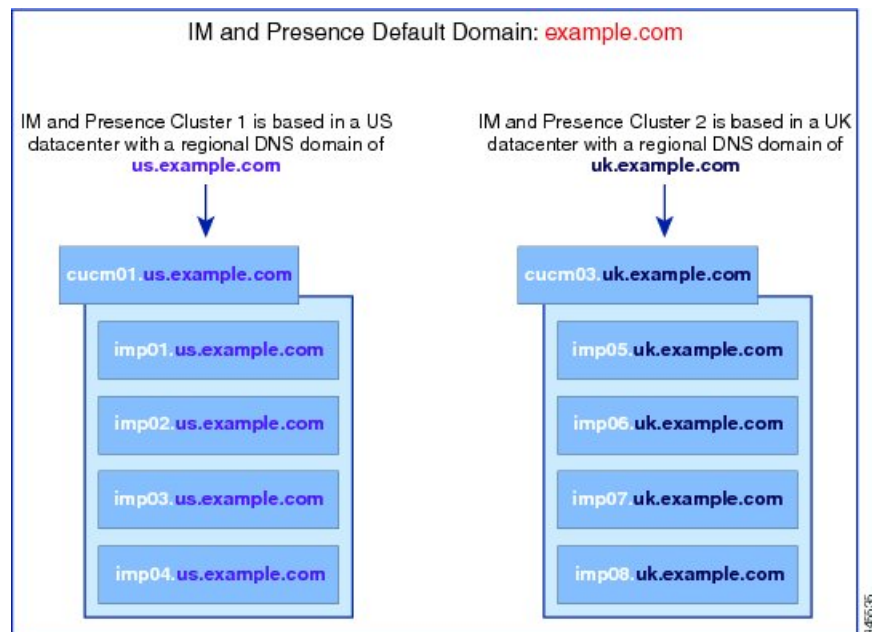 IM and Presence Default Domain: example.com
IM and Presence Cluster 1 is based in a US
datacenter with a regional DNS domain of
us.example.com
cucm01.us.example.com
imp01.us.example.com
imp02.us.example.com
imp03.us.example.com
imp04.us.example.com
IM and Presence Cluster 2 is based in a UK
datacenter with a regional DNS domain of
uk.example.com
cucm03.uk.example.com
imp05.uk.example.com
imp06.uk.example.com
imp07.uk.example.com
imp08.uk.example.com